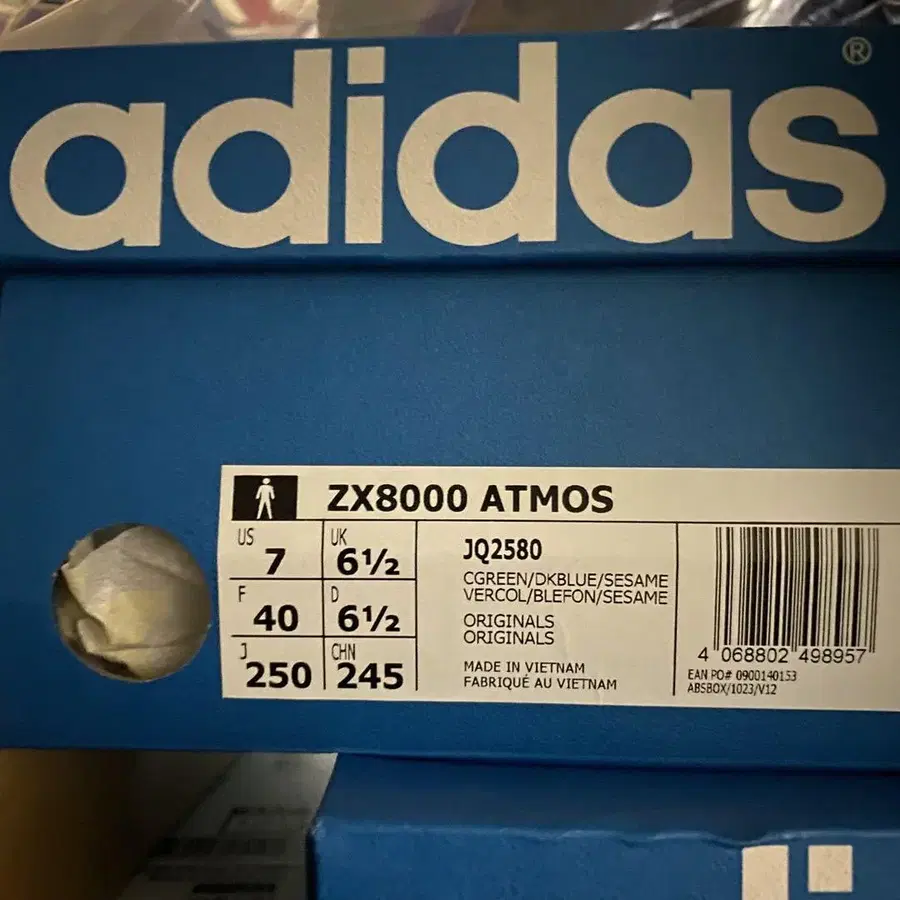 adidas®
ZX8000 ATMOS
US 7 UK 6½
F 40 D 6½
J 250 CHN 245
JQ2580
CGREEN/DKBLUE/SESAME
VERCOL/BLEFON/SESAME
ORIGINALS
ORIGINALS
MADE IN VIETNAM
FABRIQUÉ AU VIETNAM
4 068802 498957
EAN PO# 0900140153
ABSBOX/1023/V12